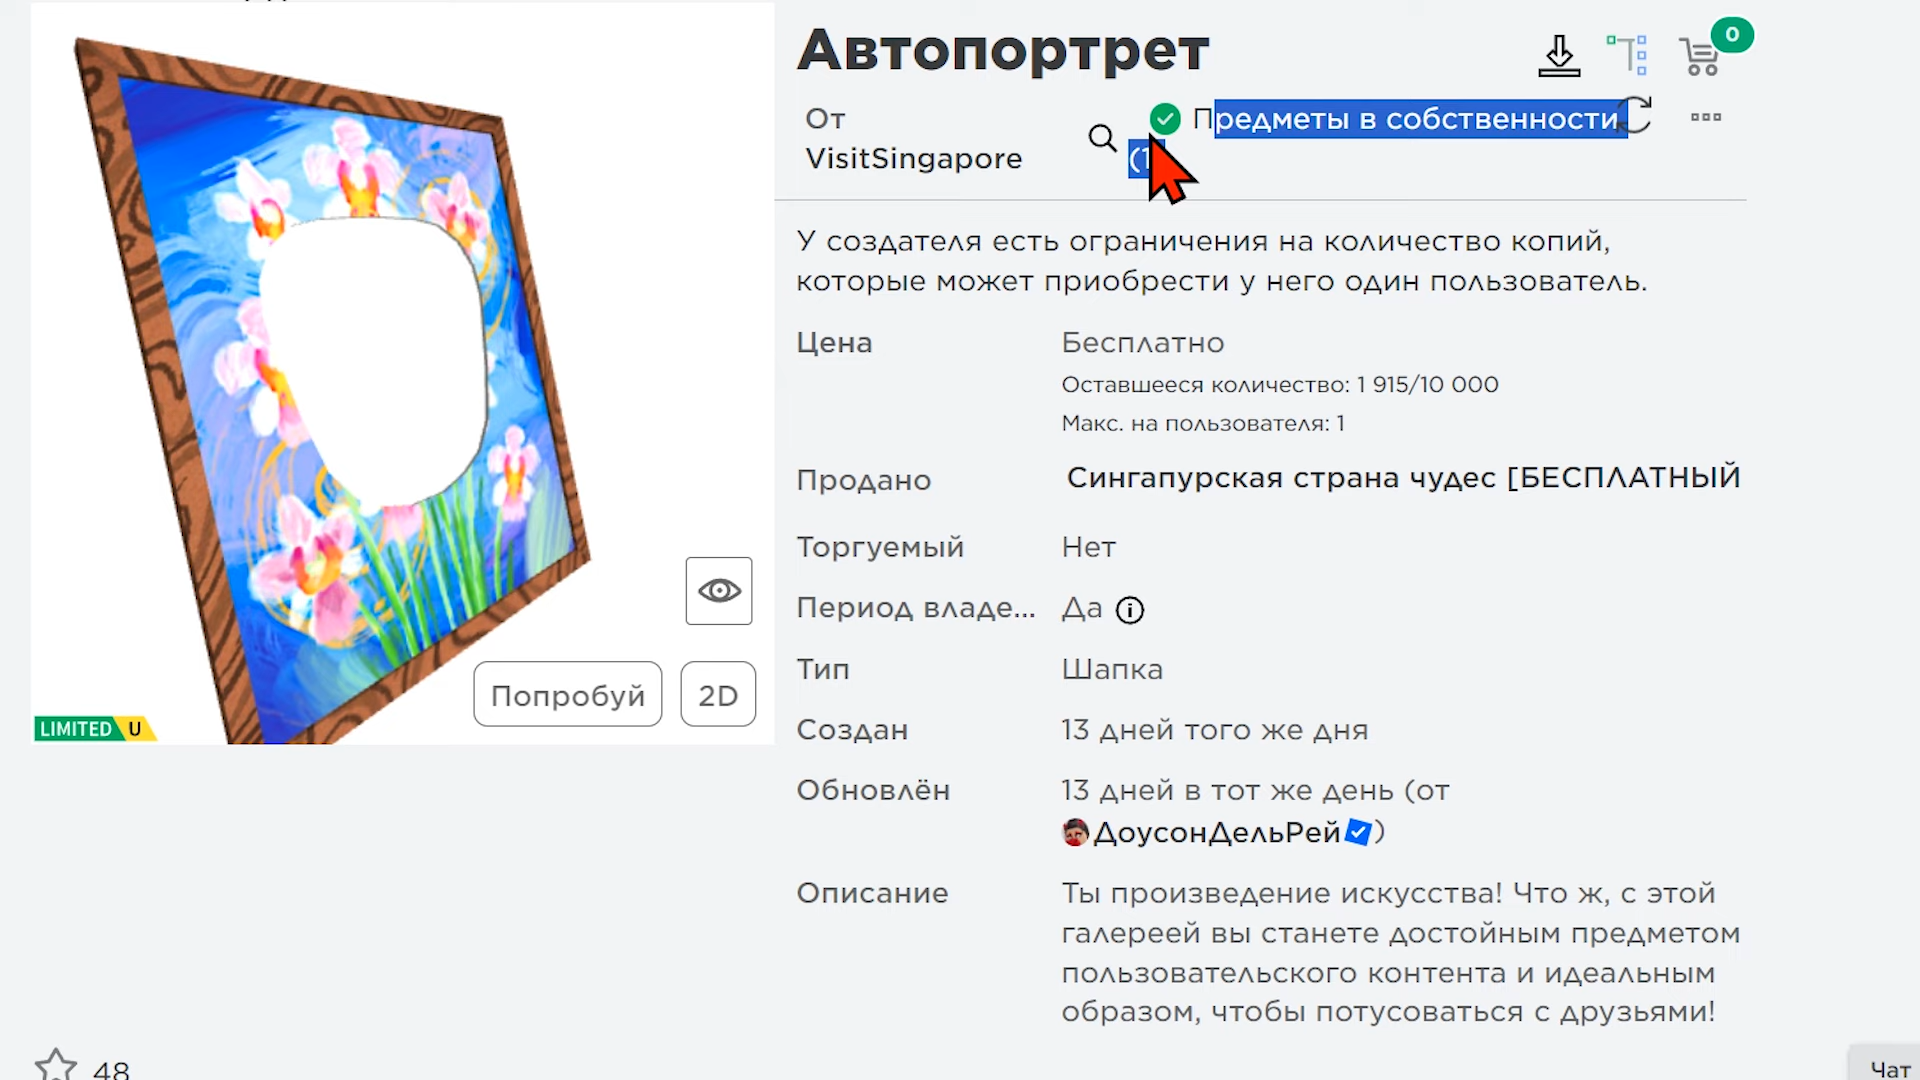 Автопортрет
0
От
VisitSingapore
Предметы в собственности
(1
У создателя есть ограничения на количество копий,
которые может приобрести у него один пользователь.
Цена
Бесплатно
Оставшееся количество: 1 915/10 000
Макс. на пользователя: 1
Продано
Сингапурская страна чудес [БЕСПЛАТНЫЙ
Торгуемый
Нет
Период владе...
Да
Тип
Шапка
Создан
13 дней того же дня
Обновлён
13 дней в тот же день (от
ДоусонДельРей)
Описание
Ты произведение искусства! Что ж, с этой
галереей вы станете достойным предметом
пользовательского контента и идеальным
образом, чтобы потусоваться с друзьями!
Попробуй
2D
LIMITED U
48
Чат